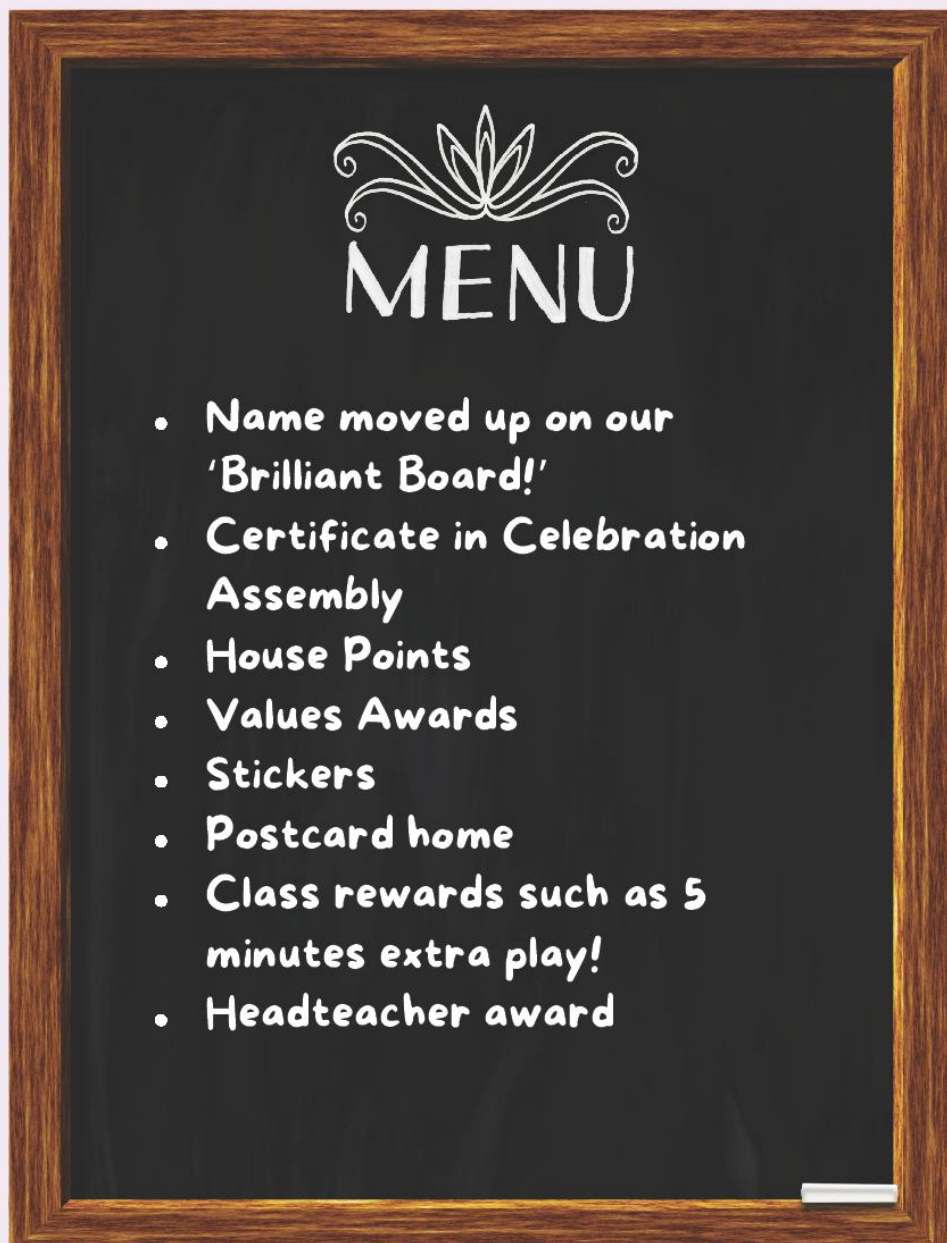 MENU
• Name moved up on our
‘Brilliant Board!’
• Certificate in Celebration
Assembly
• House Points
• Values Awards
• Stickers
• Postcard home
• Class rewards such as 5
minutes extra play!
• Headteacher award